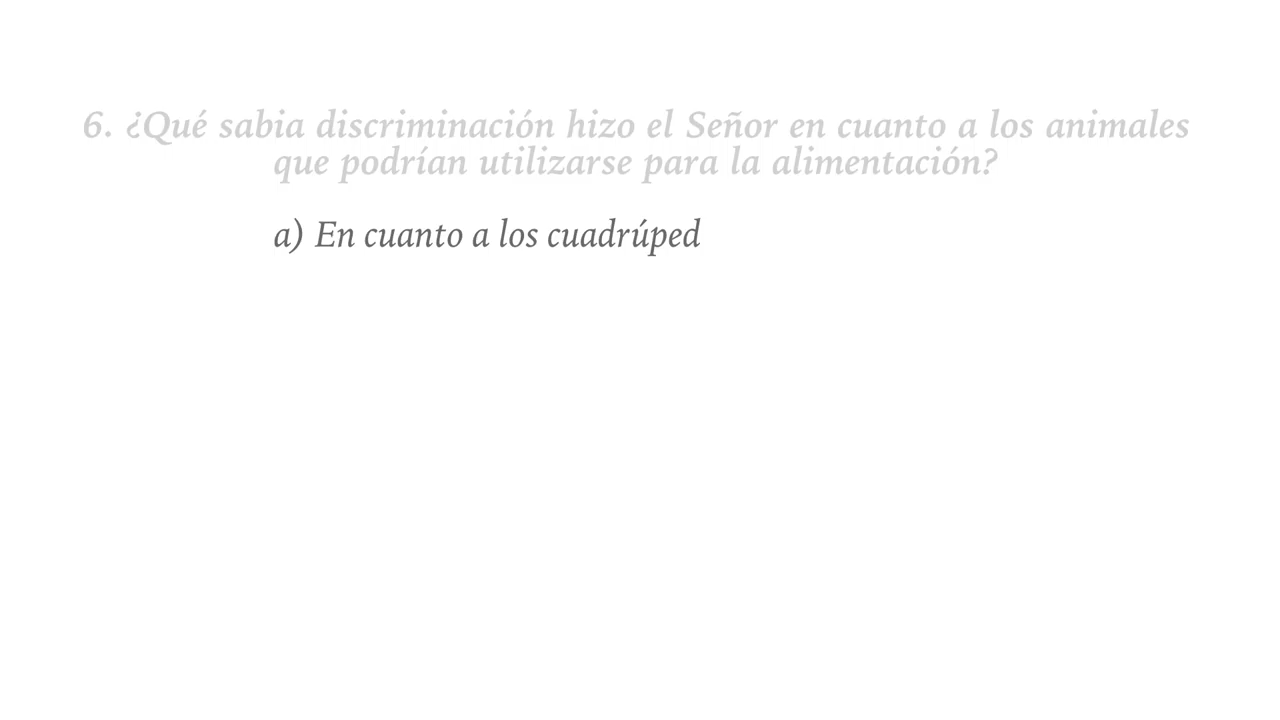 6. ¿Qué sabia discriminación hizo el Señor en cuanto a los animales
que podrían utilizarse para la alimentación?
a) En cuanto a los cuadrúped